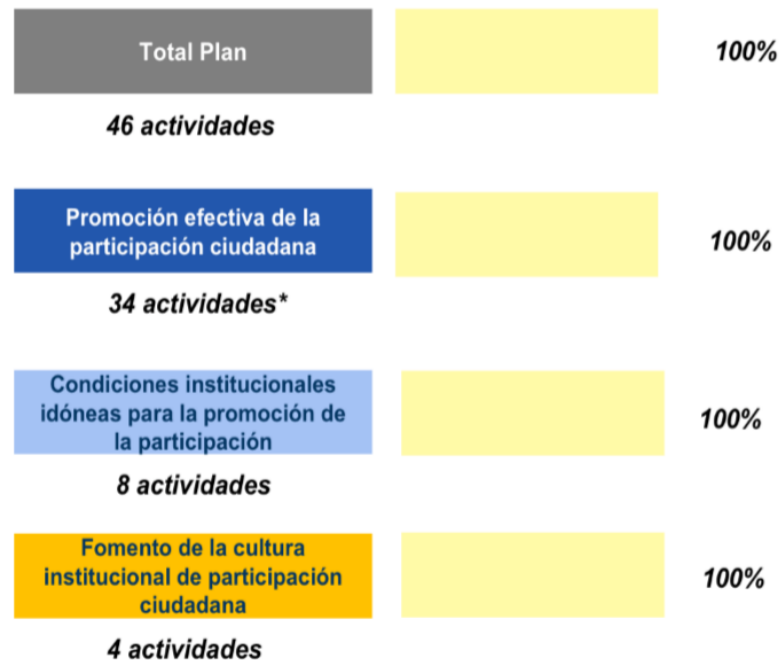 Total Plan
100%
46 actividades
Promoción efectiva de la
participación ciudadana
100%
34 actividades*
Condiciones institucionales
idóneas para la promoción de
la participación
100%
8 actividades
Fomento de la cultura
institucional de participación
ciudadana
100%
4 actividades